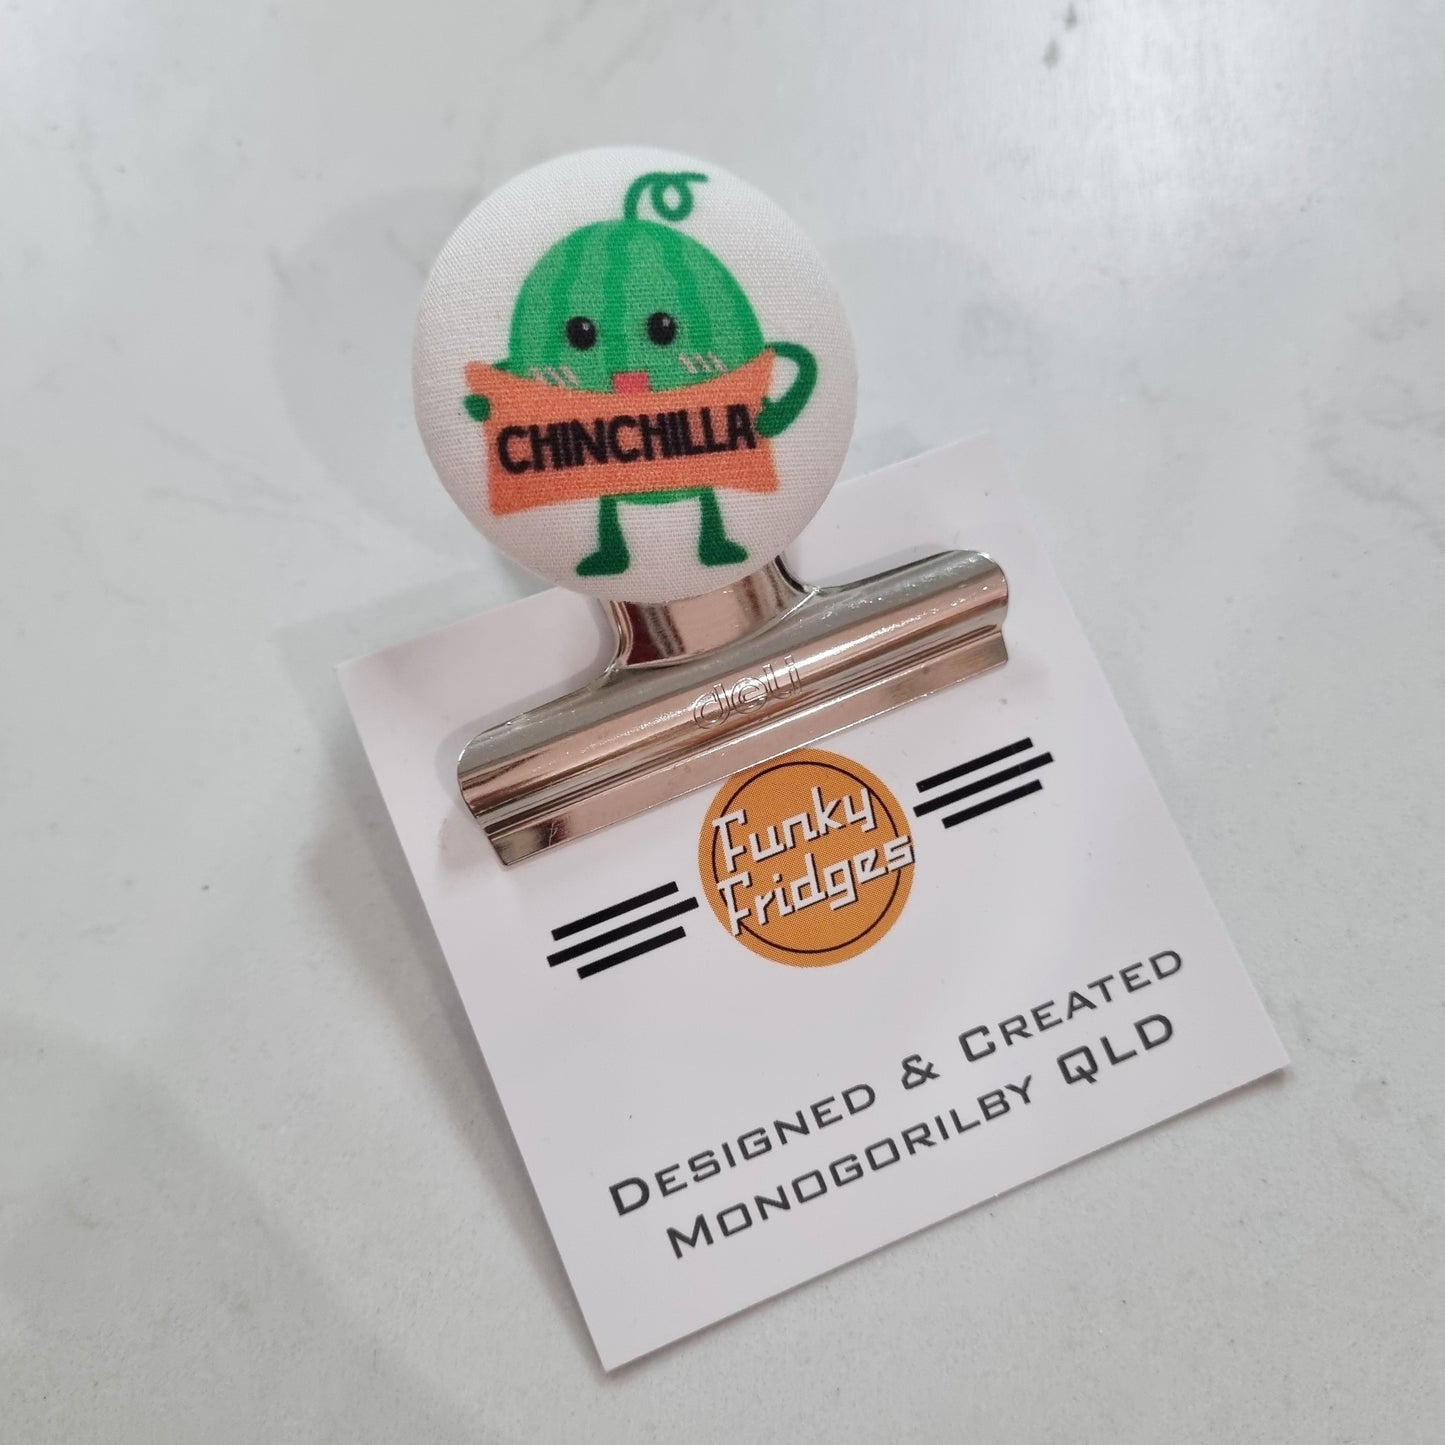 CHINCHILLA
deli
Funky
Fridges
DESIGNED & CREATED
MONOGORILBY QLD